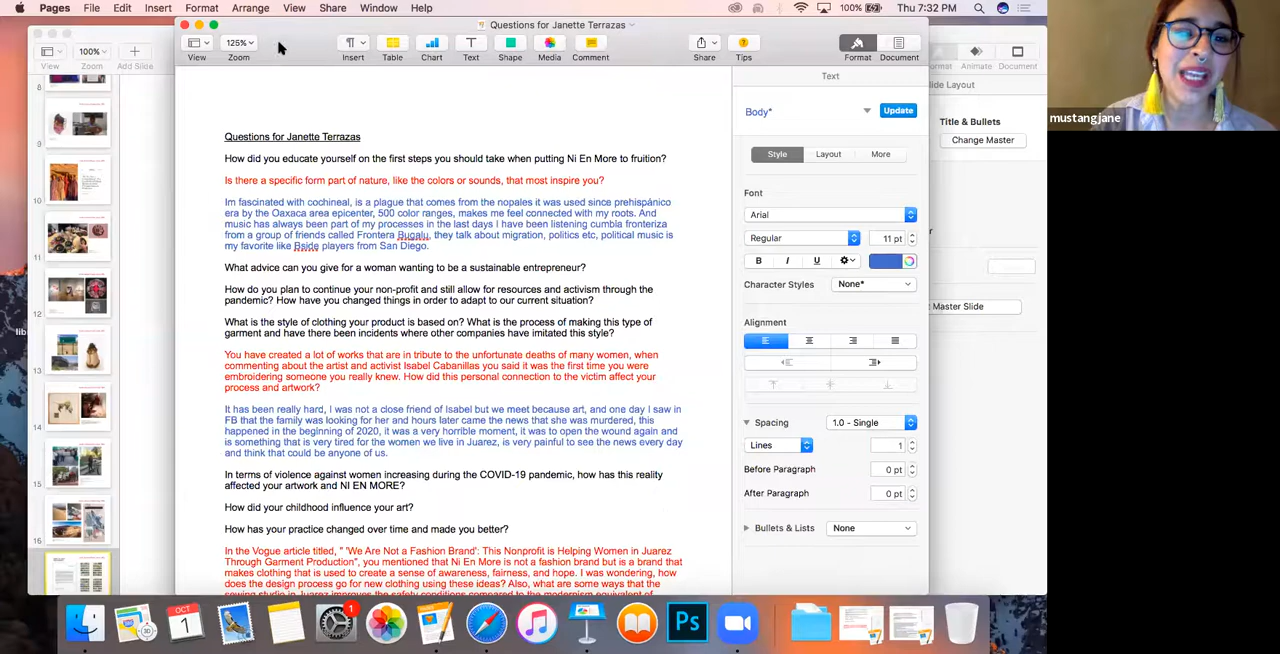 Pages File Edit Insert Format Arrange View Share Window Help 100% Thu 7:32 PM
Questions for Janette Terrazas
100% 125%
View Zoom Add Slide View Zoom Insert Table Chart Text Shape Media Comment Share Tips Format Document Animate Document
mustangjane
Text
Body* Update
Title & Bullets
Change Master
Style Layout More
Font
Arial
Regular 11 pt
B I U
Character Styles None*
Alignment
Master Slide
Spacing 1.0 - Single
Lines 1
Before Paragraph 0 pt
After Paragraph 0 pt
Bullets & Lists None
8
9
10
11
12
13
14
15
16
Questions for Janette Terrazas
How did you educate yourself on the first steps you should take when putting Ni En More to fruition?
Is there a specific form part of nature, like the colors or sounds, that most inspire you?
Im fascinated with cochineal, is a plague that comes from the nopales it was used since prehispánico
era by the Oaxaca area epicenter, 500 color ranges, makes me feel connected with my roots. And
music has always been part of my processes in the last days I have been listening cumbla fronteriza
from a group of friends called Frontera Bugalu, they talk about migration, politics etc, political music is
my favorite like Bside players from San Diego.
What advice can you give for a woman wanting to be a sustainable entrepreneur?
How do you plan to continue your non-profit and still allow for resources and activism through the
pandemic? How have you changed things in order to adapt to our current situation?
What is the style of clothing your product is based on? What is the process of making this type of
garment and have there been incidents where other companies have imitated this style?
You have created a lot of works that are in tribute to the unfortunate deaths of many women, when
commenting about the artist and activist Isabel Cabanillas you said it was the first time you were
embroidering someone you really knew. How did this personal connection to the victim affect your
process and artwork?
It has been really hard, I was not a close friend of Isabel but we meet because art, and one day I saw in
FB that the family was looking for her and hours later came the news that she was murdered, this
happened in the beginning of 2020, it was a very horrible moment, it was to open the wound again and
is something that is very tired for the women we live in Juarez, is very painful to see the news every day
and think that could be anyone of us.
In terms of violence against women increasing during the COVID-19 pandemic, how has this reality
affected your artwork and NI EN MORE?
How did your childhood influence your art?
How has your practice changed over time and made you better?
In the Vogue article titled, " 'We Are Not a Fashion Brand': This Nonprofit is Helping Women in Juarez
Through Garment Production", you mentioned that Ni En More is not a fashion brand but is a brand that
makes clothing that is used to create a sense of awareness, fairness, and hope. I was wondering, how
does the design process go for new clothing using these ideas? Also, what are some ways that the
OCT
1
1
Ps